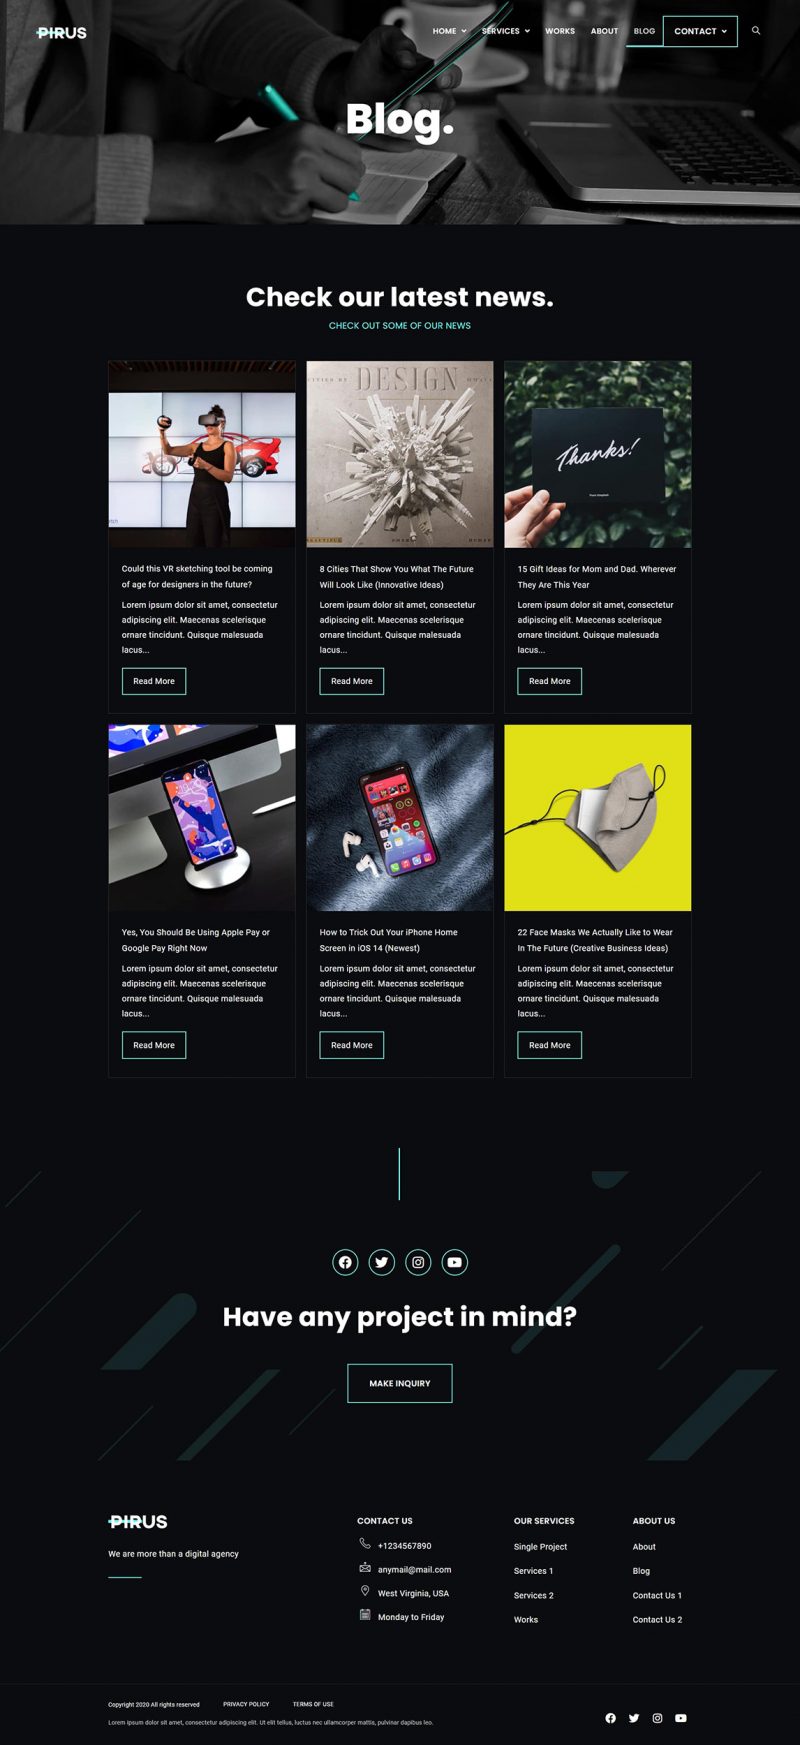 PIRUS
HOME
SERVICES
WORKS
ABOUT
BLOG
CONTACT
Blog.
Check our latest news.
CHECK OUT SOME OF OUR NEWS
DESIGN
Thanks!
Could this VR sketching tool be coming
of age for designers in the future?
Lorem ipsum dolor sit amet, consectetur
adipiscing elit. Maecenas scelerisque
ornare tincidunt. Quisque malesuada
lacus...
Read More
8 Cities That Show You What The Future
Will Look Like (Innovative Ideas)
Lorem ipsum dolor sit amet, consectetur
adipiscing elit. Maecenas scelerisque
ornare tincidunt. Quisque malesuada
lacus...
Read More
15 Gift Ideas for Mom and Dad. Wherever
They Are This Year
Lorem ipsum dolor sit amet, consectetur
adipiscing elit. Maecenas scelerisque
ornare tincidunt. Quisque malesuada
lacus...
Read More
Yes, You Should Be Using Apple Pay or
Google Pay Right Now
Lorem ipsum dolor sit amet, consectetur
adipiscing elit. Maecenas scelerisque
ornare tincidunt. Quisque malesuada
lacus...
Read More
How to Trick Out Your iPhone Home
Screen in iOS 14 (Newest)
Lorem ipsum dolor sit amet, consectetur
adipiscing elit. Maecenas scelerisque
ornare tincidunt. Quisque malesuada
lacus...
Read More
22 Face Masks We Actually Like to Wear
In The Future (Creative Business Ideas)
Lorem ipsum dolor sit amet, consectetur
adipiscing elit. Maecenas scelerisque
ornare tincidunt. Quisque malesuada
lacus...
Read More
Have any project in mind?
MAKE INQUIRY
PIRUS
We are more than a digital agency
CONTACT US
+1234567890
anymail@mail.com
West Virginia, USA
Monday to Friday
OUR SERVICES
Single Project
Services 1
Services 2
Works
ABOUT US
About
Blog
Contact Us 1
Contact Us 2
Copyright 2020 All rights reserved
PRIVACY POLICY
TERMS OF USE
Lorem ipsum dolor sit amet, consectetur adipiscing elit. Ut elit tellus, luctus nec ullamcorper mattis, pulvinar dapibus leo.